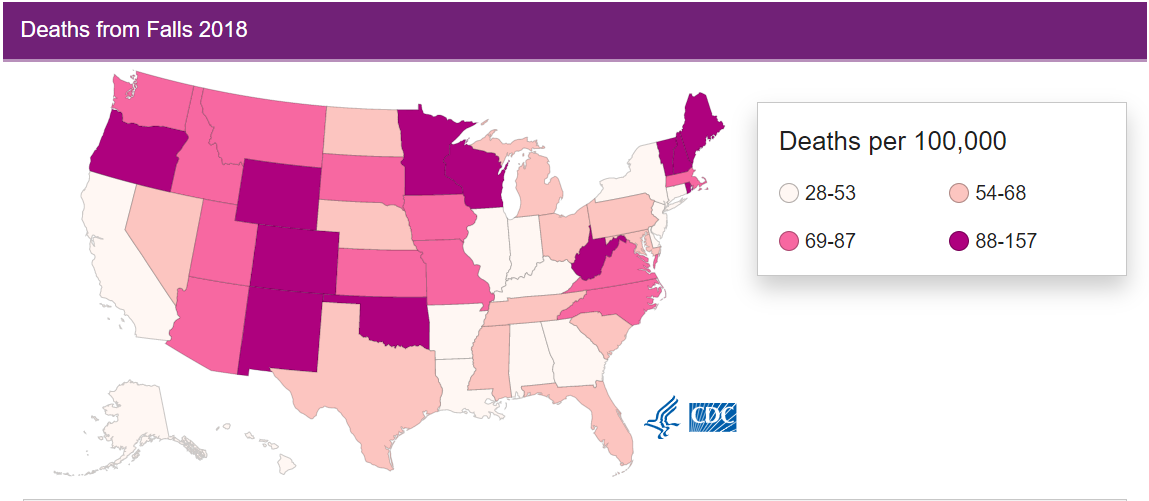 Deaths from Falls 2018
Deaths per 100,000
28-53
54-68
69-87
88-157
CDC